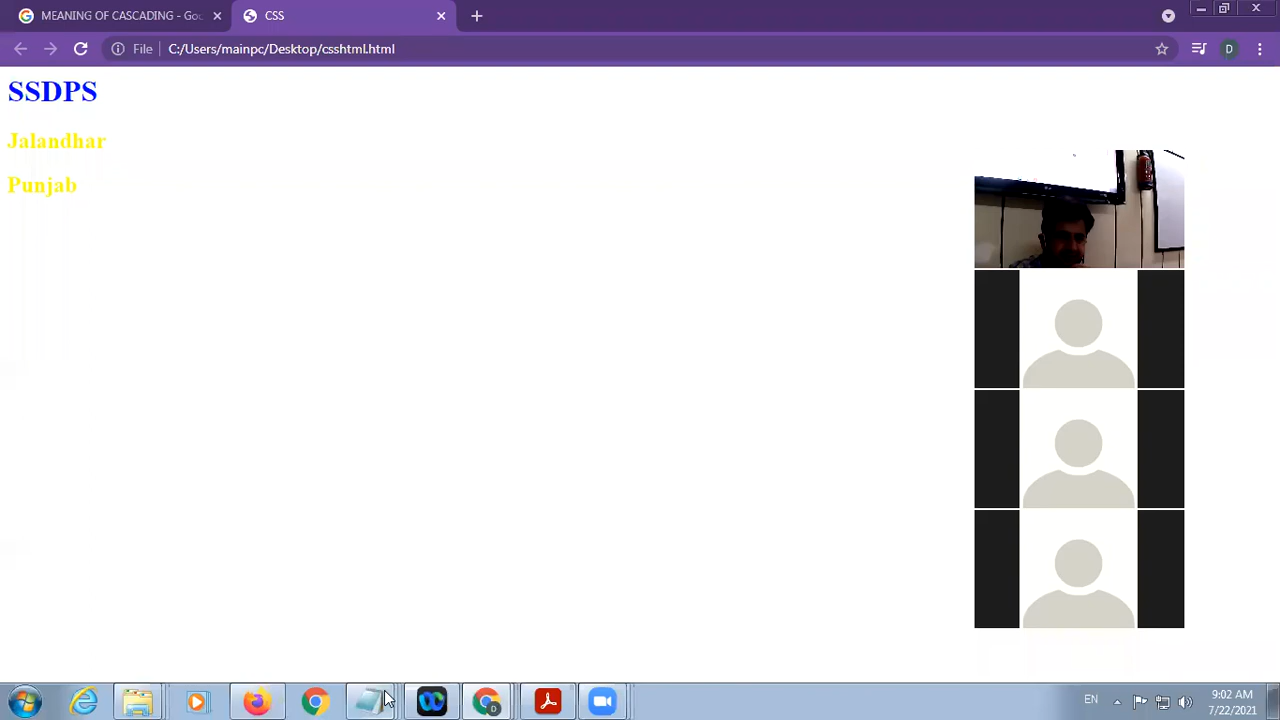 MEANING OF CASCADING - Goo
CSS
File
C:/Users/mainpc/Desktop/csshtml.html
D
SSDPS
Jalandhar
Punjab
D
EN
9:02 AM
7/22/2021